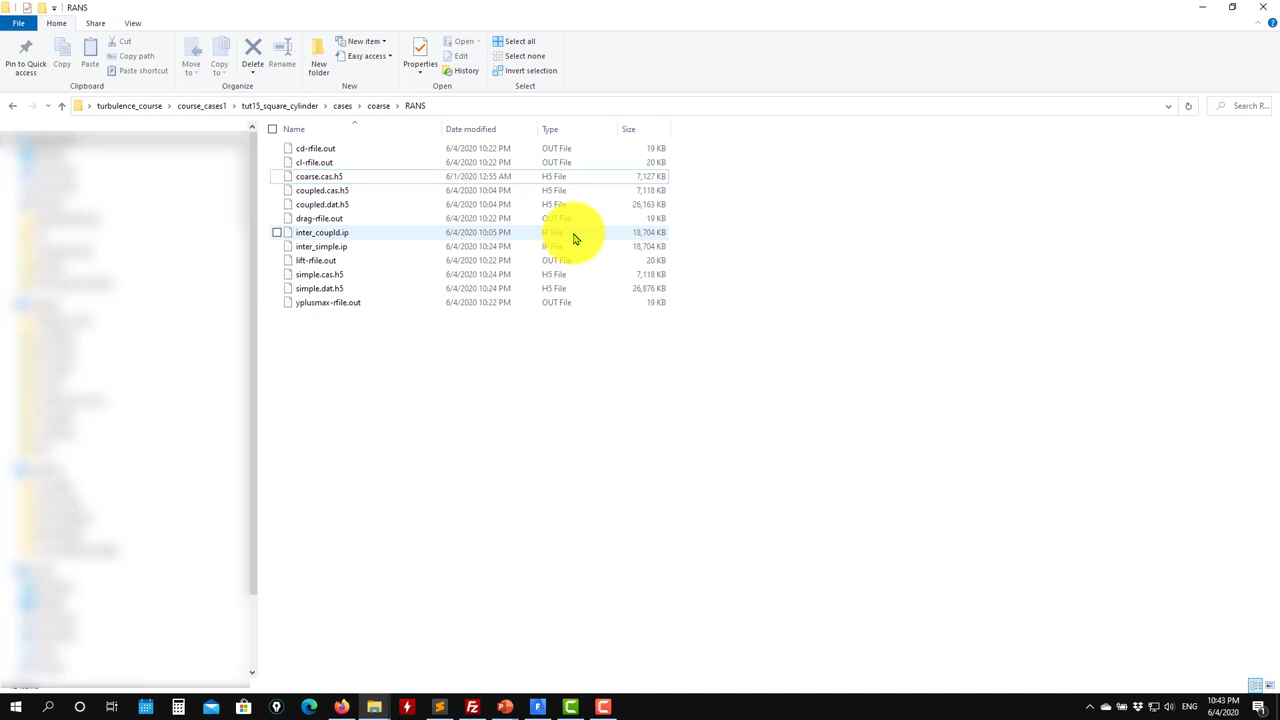 RANS
File Home Share View
Pin to Quick access
Copy
Paste
Cut
Copy path
Paste shortcut
Clipboard
Move to
Copy to
Delete
Rename
Organize
New folder
New item
Easy access
New
Properties
Open
Edit
History
Open
Select all
Select none
Invert selection
Select
turbulence_course course_cases1 tut15_square_cylinder cases coarse RANS
Search R...
Name Date modified Type Size
cd-rfile.out 6/4/2020 10:22 PM OUT File 19 KB
cl-rfile.out 6/4/2020 10:22 PM OUT File 20 KB
coarse.cas.h5 6/1/2020 12:55 AM H5 File 7,127 KB
coupled.cas.h5 6/4/2020 10:04 PM H5 File 7,118 KB
coupled.dat.h5 6/4/2020 10:04 PM H5 File 26,163 KB
drag-rfile.out 6/4/2020 10:22 PM OUT File 19 KB
inter_coupld.ip 6/4/2020 10:05 PM IP File 18,704 KB
inter_simple.ip 6/4/2020 10:24 PM IP File 18,704 KB
lift-rfile.out 6/4/2020 10:22 PM OUT File 20 KB
simple.cas.h5 6/4/2020 10:24 PM H5 File 7,118 KB
simple.dat.h5 6/4/2020 10:24 PM H5 File 26,876 KB
yplusmax-rfile.out 6/4/2020 10:22 PM OUT File 19 KB
ENG
10:43 PM
6/4/2020